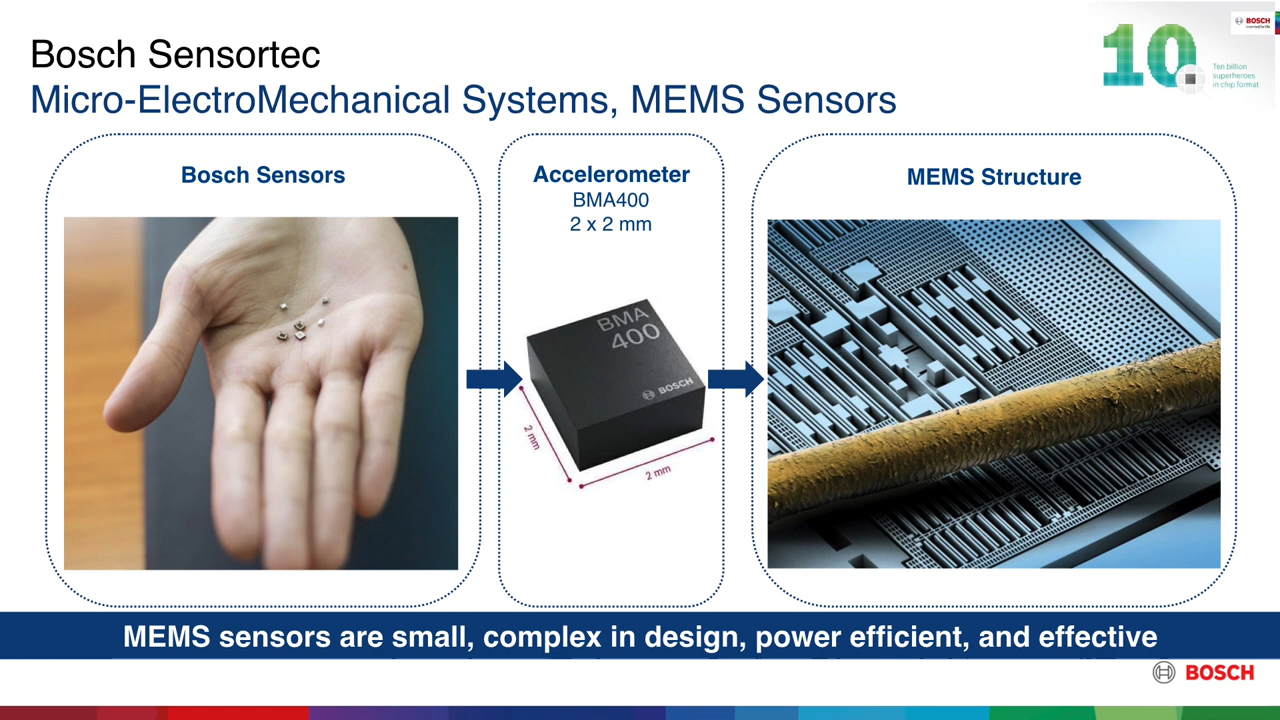 Bosch Sensortec
Micro-ElectroMechanical Systems, MEMS Sensors
10
Ten billion
superheroes
in chip format
BOSCH
Bosch Sensors
Accelerometer
BMA400
2 x 2 mm
BMA
400
BOSCH
2 mm
2 mm
MEMS Structure
MEMS sensors are small, complex in design, power efficient, and effective
BOSCH